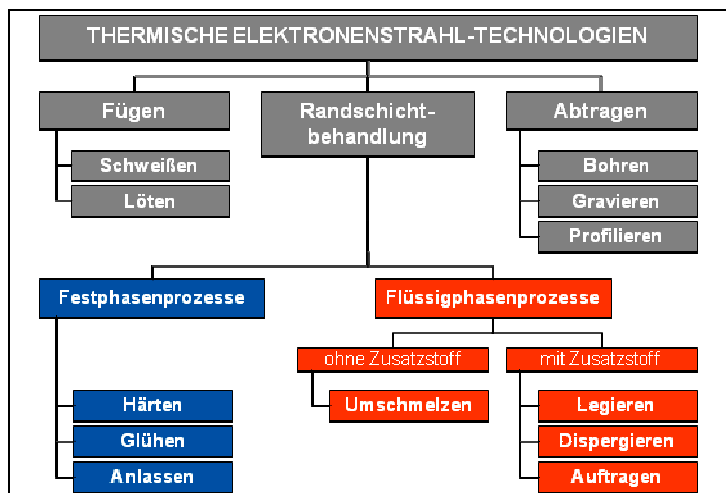 THERMISCHE ELEKTRONENSTRAHL-TECHNOLOGIEN
Fügen
Schweißen
Löten
Randschicht-
behandlung
Abtragen
Bohren
Gravieren
Profilieren
Festphasenprozesse
Härten
Glühen
Anlassen
Flüssigphasenprozesse
ohne Zusatzstoff
Umschmelzen
mit Zusatzstoff
Legieren
Dispergieren
Auftragen